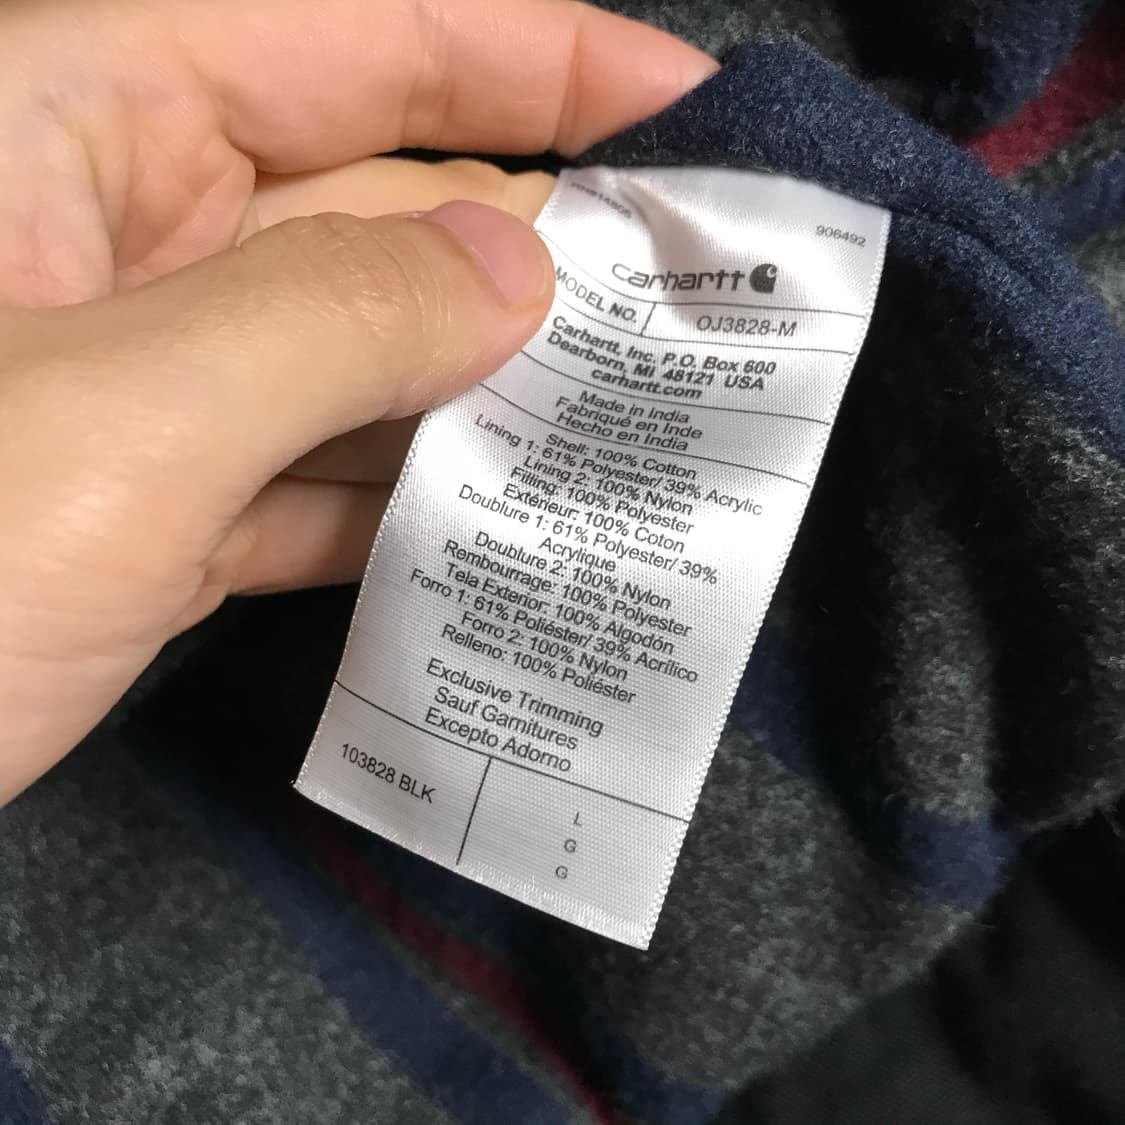 906492
carhartt
MODEL NO. OJ3828-M
Carhartt, Inc. P.O. Box 600
Dearborn, MI 48121 USA
carhartt.com
Made in India
Fabriqué en Inde
Hecho en India
Shell: 100% Cotton
Lining 1: 61% Polyester/ 39% Acrylic
Lining 2: 100% Nylon
Filling: 100% Polyester
Extérieur: 100% Coton
Doublure 1: 61% Polyester/ 39%
Acrylique
Doublure 2: 100% Nylon
Rembourrage: 100% Polyester
Tela Exterior: 100% Algodón
Forro 1: 61% Poliéster/ 39% Acrílico
Forro 2: 100% Nylon
Relleno: 100% Poliéster
Exclusive Trimming
Sauf Garnitures
Excepto Adorno
103828 BLK
L
G
G